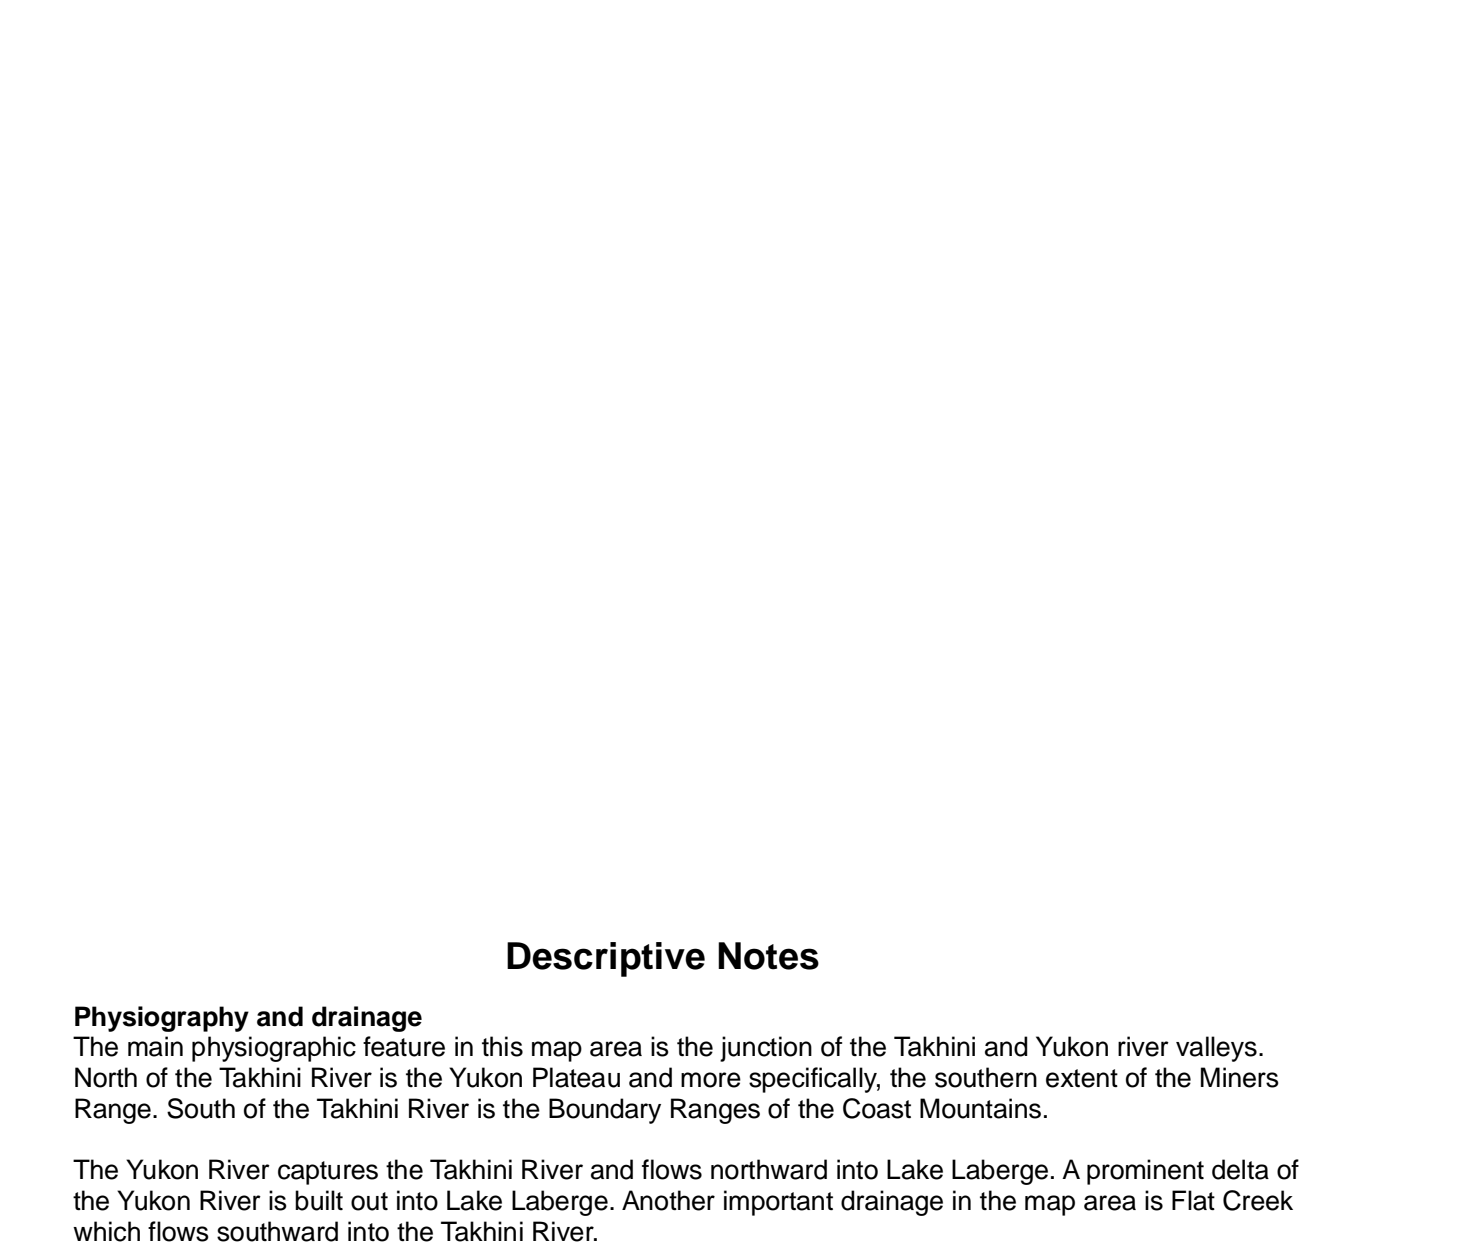 Descriptive Notes
Physiography and drainage
The main physiographic feature in this map area is the junction of the Takhini and Yukon river valleys.
North of the Takhini River is the Yukon Plateau and more specifically, the southern extent of the Miners
Range. South of the Takhini River is the Boundary Ranges of the Coast Mountains.
The Yukon River captures the Takhini River and flows northward into Lake Laberge. A prominent delta of
the Yukon River is built out into Lake Laberge. Another important drainage in the map area is Flat Creek
which flows southward into the Takhini River.